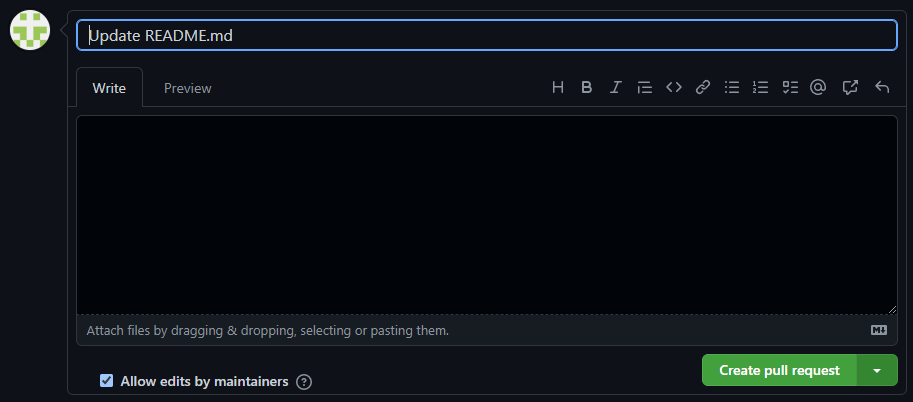 Update README.md
Write Preview
Attach files by dragging & dropping, selecting or pasting them.
Allow edits by maintainers
Create pull request